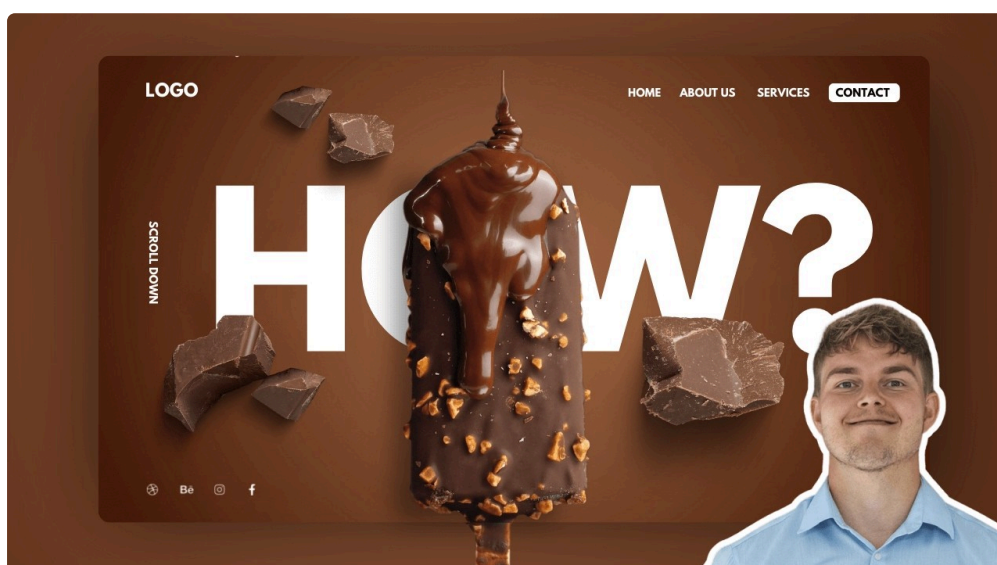 LOGO
HOME ABOUT US SERVICES CONTACT
HOW?
SCROLL DOWN
Bē